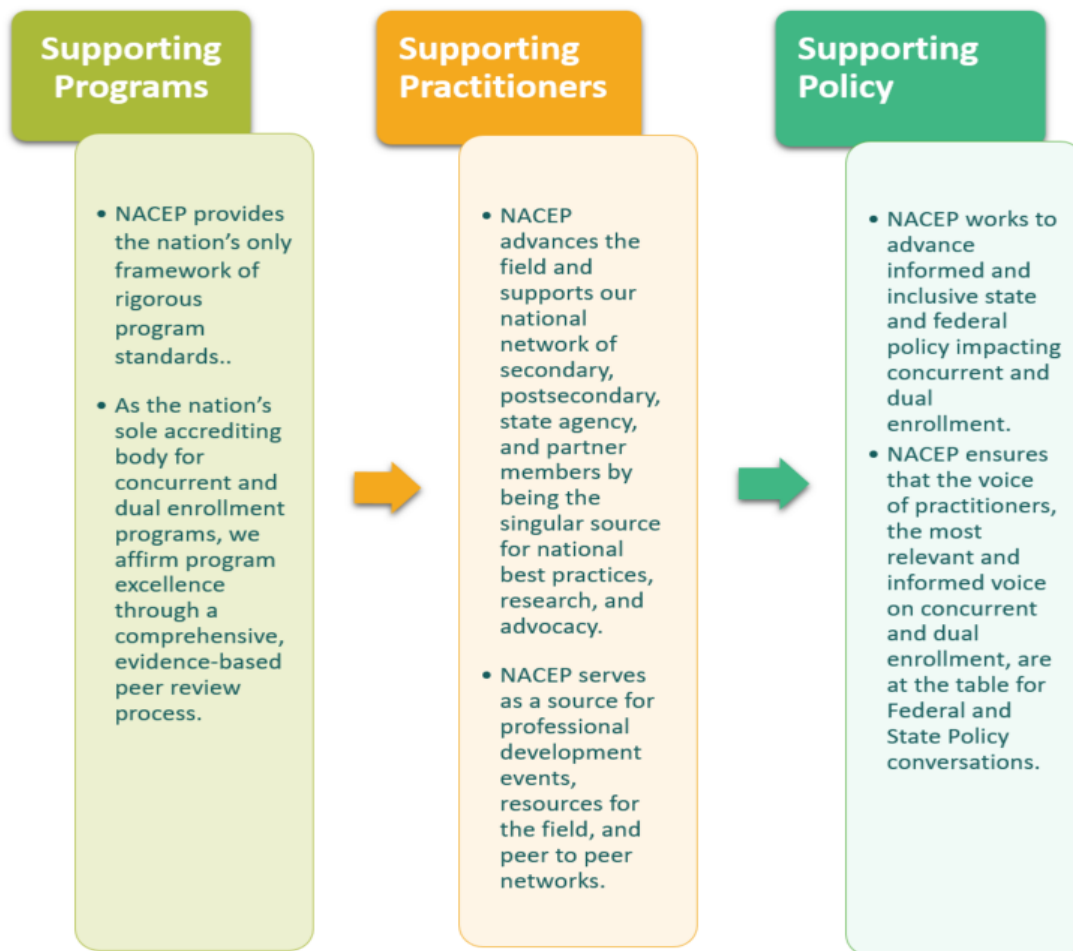 Supporting
Programs
• NACEP provides
the nation's only
framework of
rigorous
program
standards..
• As the nation's
sole accrediting
body for
concurrent and
dual enrollment
programs, we
affirm program
excellence
through a
comprehensive,
evidence-based
peer review
process.
Supporting
Practitioners
• NACEP
advances the
field and
supports our
national
network of
secondary,
postsecondary,
state agency,
and partner
members by
being the
singular source
for national
best practices,
research, and
advocacy.
• NACEP serves
as a source for
professional
development
events,
resources for
the field, and
peer to peer
networks.
Supporting
Policy
• NACEP works to
advance
informed and
inclusive state
and federal
policy impacting
concurrent and
dual
enrollment.
• NACEP ensures
that the voice
of practitioners,
the most
relevant and
informed voice
on concurrent
and dual
enrollment, are
at the table for
Federal and
State Policy
conversations.